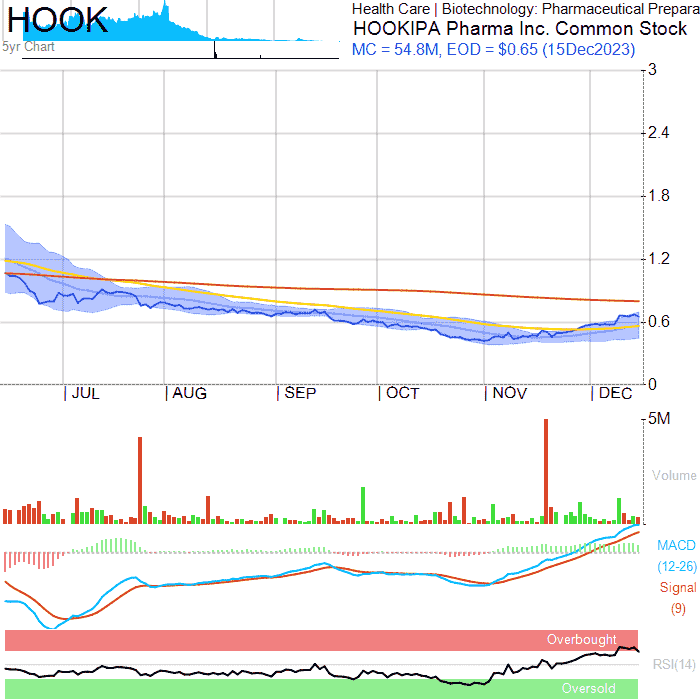 HOOK
Health Care | Biotechnology: Pharmaceutical Prepara
HOOKIPA Pharma Inc. Common Stock
5yr Chart
MC = 54.8M, EOD = $0.65 (15Dec2023)
3
2.4
1.8
1.2
0.6
0
JUL AUG SEP OCT NOV DEC
5M
Volume
MACD
(12-26)
Signal
(9)
Overbought
RSI(14)
Oversold